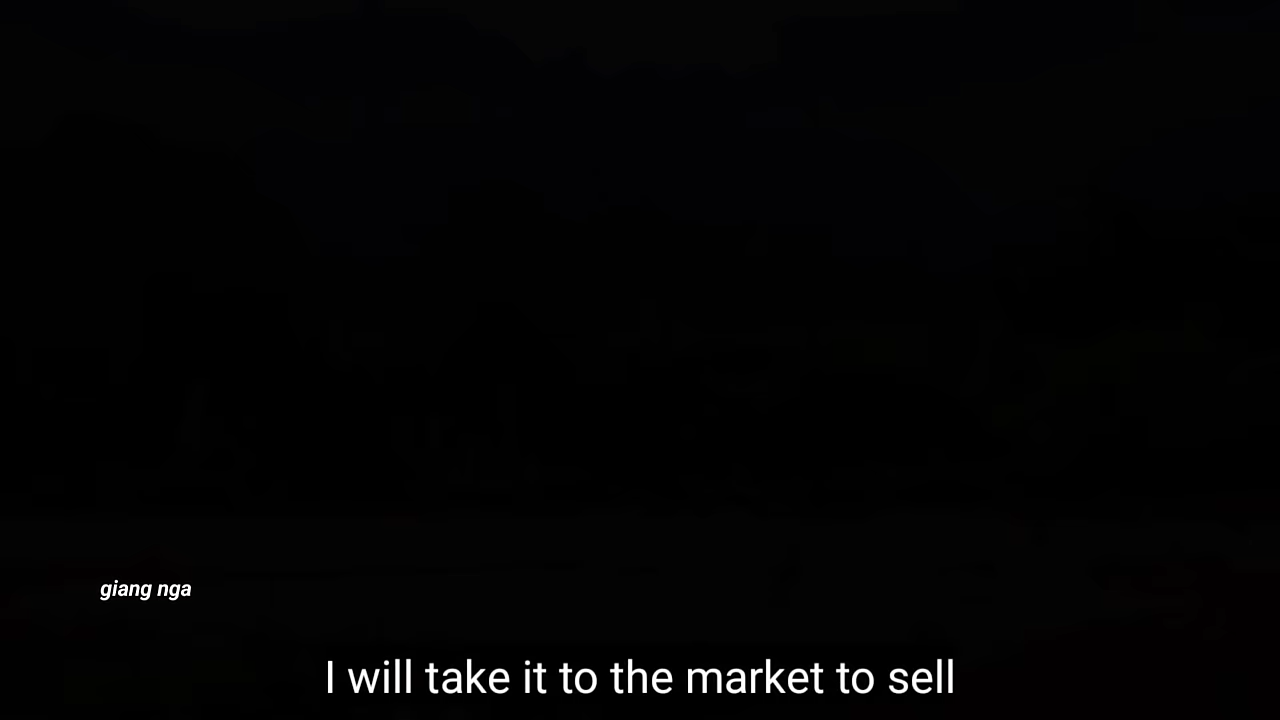 giang nga
I will take it to the market to sell